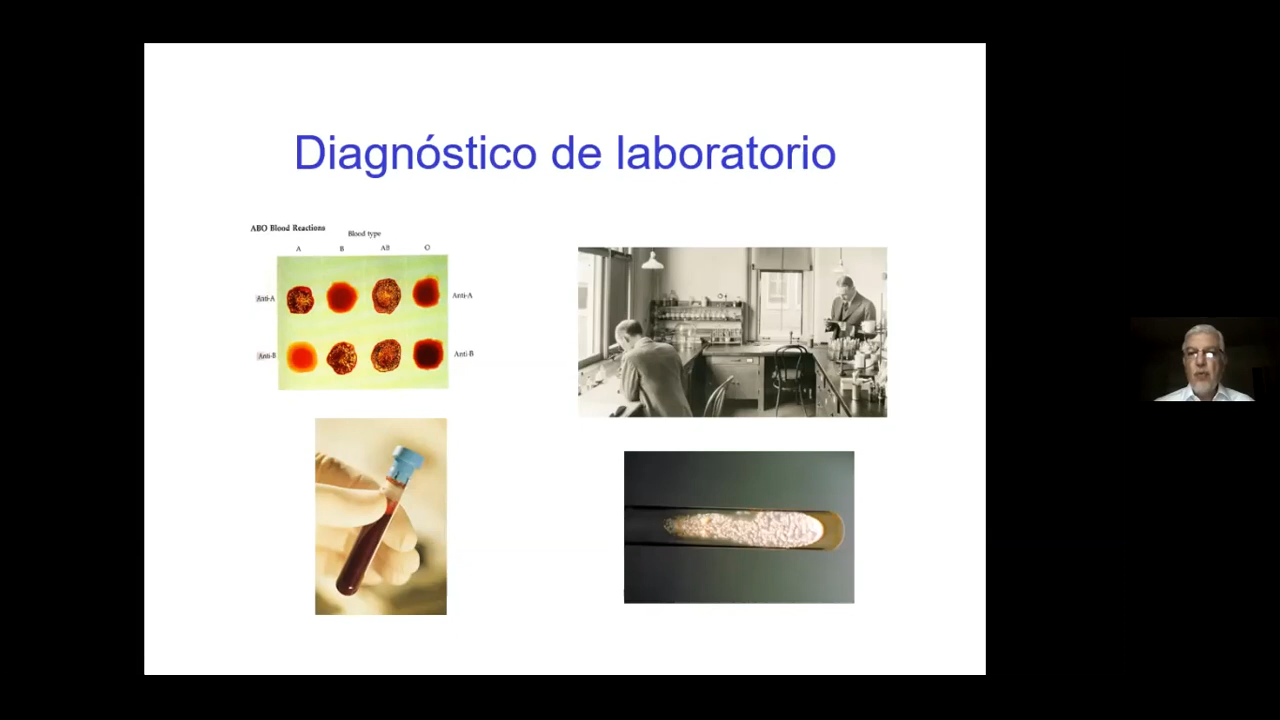 Diagnóstico de laboratorio
ABO Blood Reactions
Blood type
A B AB O
Anti-A Anti-A
Anti-B Anti-B